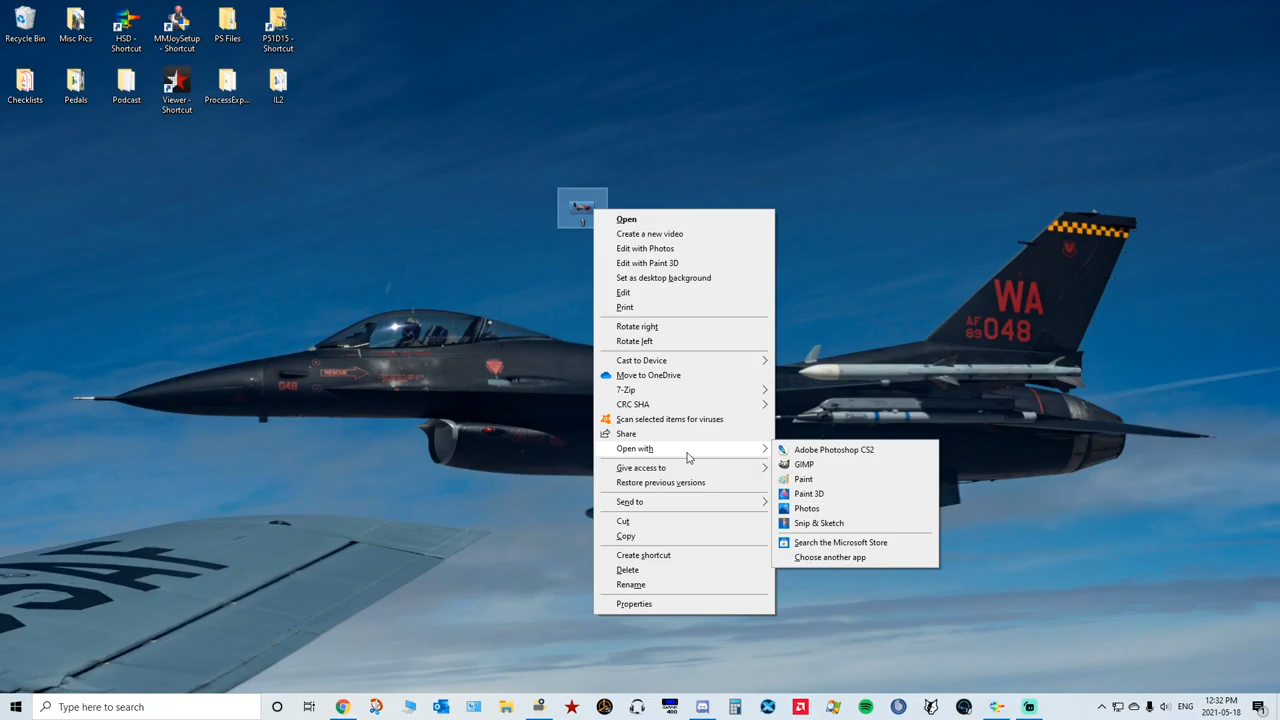 Recycle Bin
Misc Pics
HSD -
Shortcut
MMJoySetup
- Shortcut
PS Files
P51D15 -
Shortcut
Checklists
Pedals
Podcast
Viewer -
Shortcut
ProcessExp...
IL2
Open
Create a new video
Edit with Photos
Edit with Paint 3D
Set as desktop background
Edit
Print
Rotate right
Rotate left
Cast to Device
Move to OneDrive
7-Zip
CRC SHA
Scan selected items for viruses
Share
Open with
Give access to
Restore previous versions
Send to
Cut
Copy
Create shortcut
Delete
Rename
Properties
Adobe Photoshop CS2
GIMP
Paint
Paint 3D
Photos
Snip & Sketch
Search the Microsoft Store
Choose another app
WA
AF
89 048
048
RESCUE
USAF
Type here to search
ENG
12:32 PM
2021-05-18